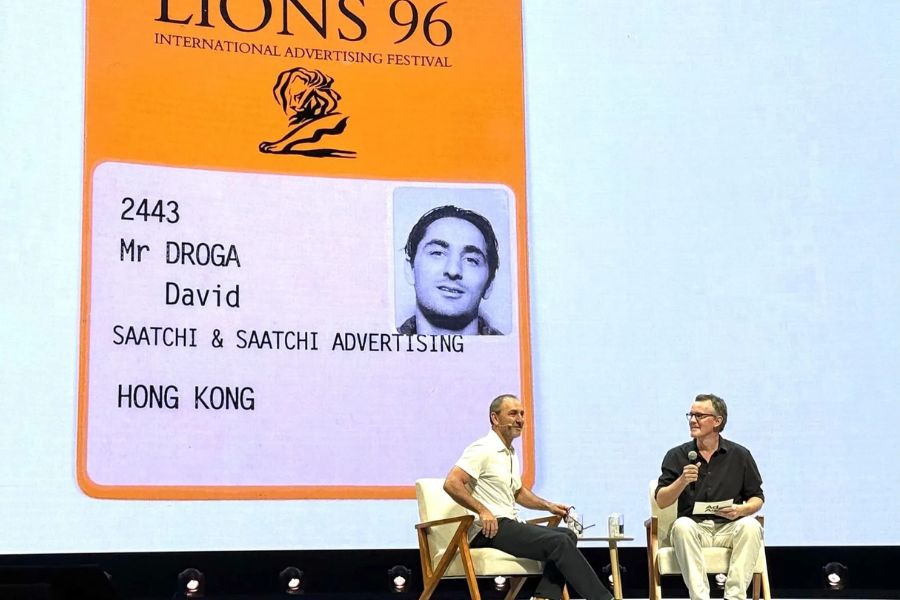 LIONS 96
INTERNATIONAL ADVERTISING FESTIVAL
2443
Mr DROGA
David
SAATCHI & SAATCHI ADVERTISING
HONG KONG